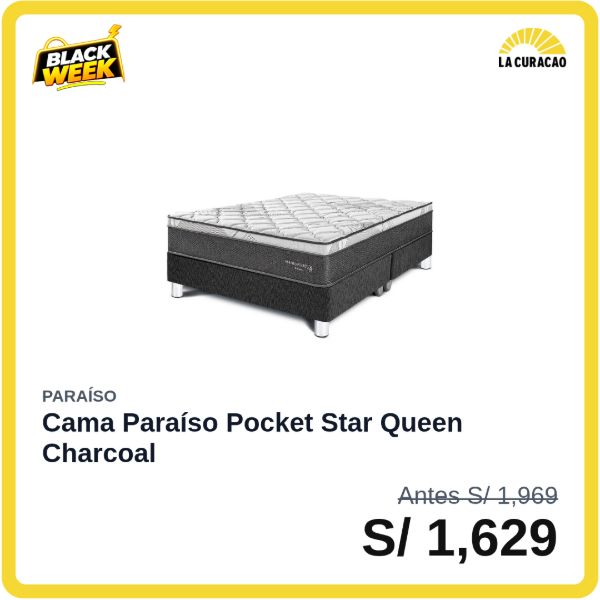 BLACK
WEEK
LA CURACAO
PARAÍSO
Cama Paraíso Pocket Star Queen
Charcoal
Antes S/ 1,969
S/ 1,629